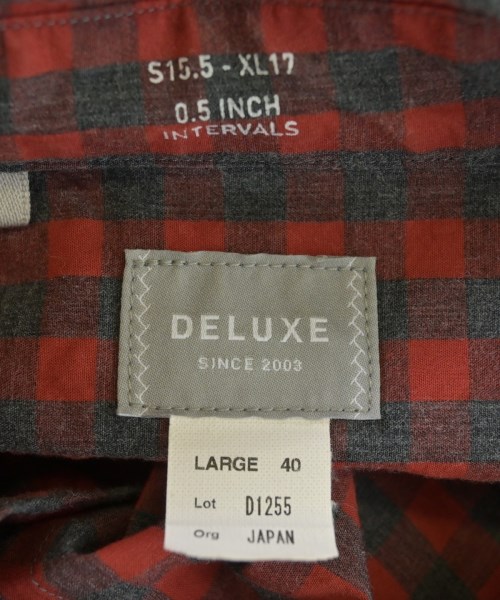 S15.5 - XL17
0.5 INCH
INTERVALS
DELUXE
SINCE 2003
LARGE 40
Lot D1255
Org JAPAN